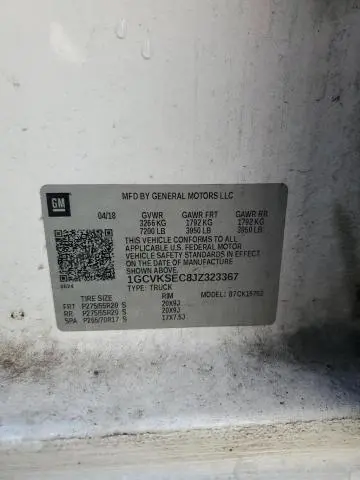 MFD BY GENERAL MOTORS LLC
GM
04/18 GVWR GAWR FRT GAWR RR
3266 KG 1792 KG 1792 KG
7200 LB 3950 LB 3950 LB
THIS VEHICLE CONFORMS TO ALL
APPLICABLE U.S. FEDERAL MOTOR
VEHICLE SAFETY STANDARDS IN
EFFECT ON THE DATE OF
MANUFACTURE SHOWN ABOVE.
1GCVKSEC8JZ323367
TYPE: TRUCK
TIRE SIZE RIM MODEL:
FRT P275/55R20 S 20X9J
RR P275/55R20 S 20X9J
SPA P265/70R17 S 17X7.5J